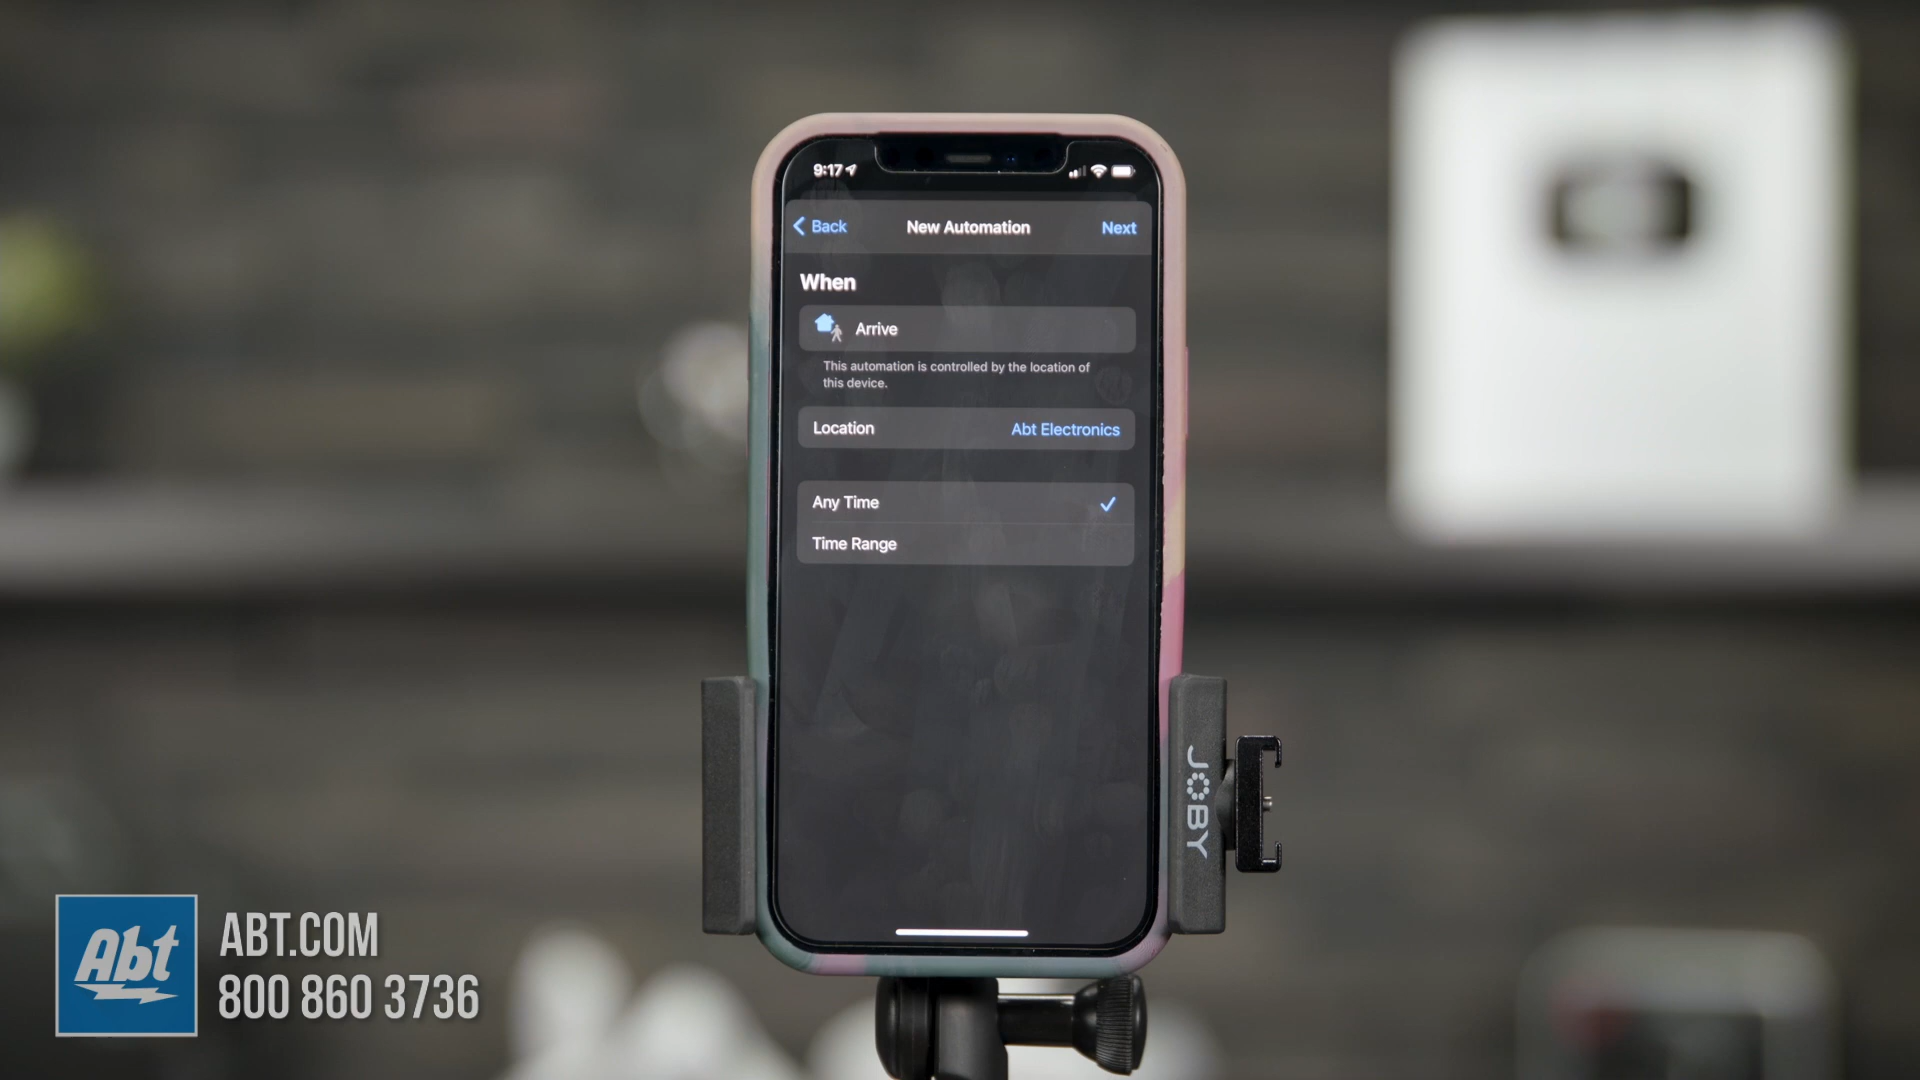 9:17
Back
New Automation
Next
When
Arrive
This automation is controlled by the location of
this device.
Location
Abt Electronics
Any Time
Time Range
JOBY
Abt
ABT.COM
800 860 3736